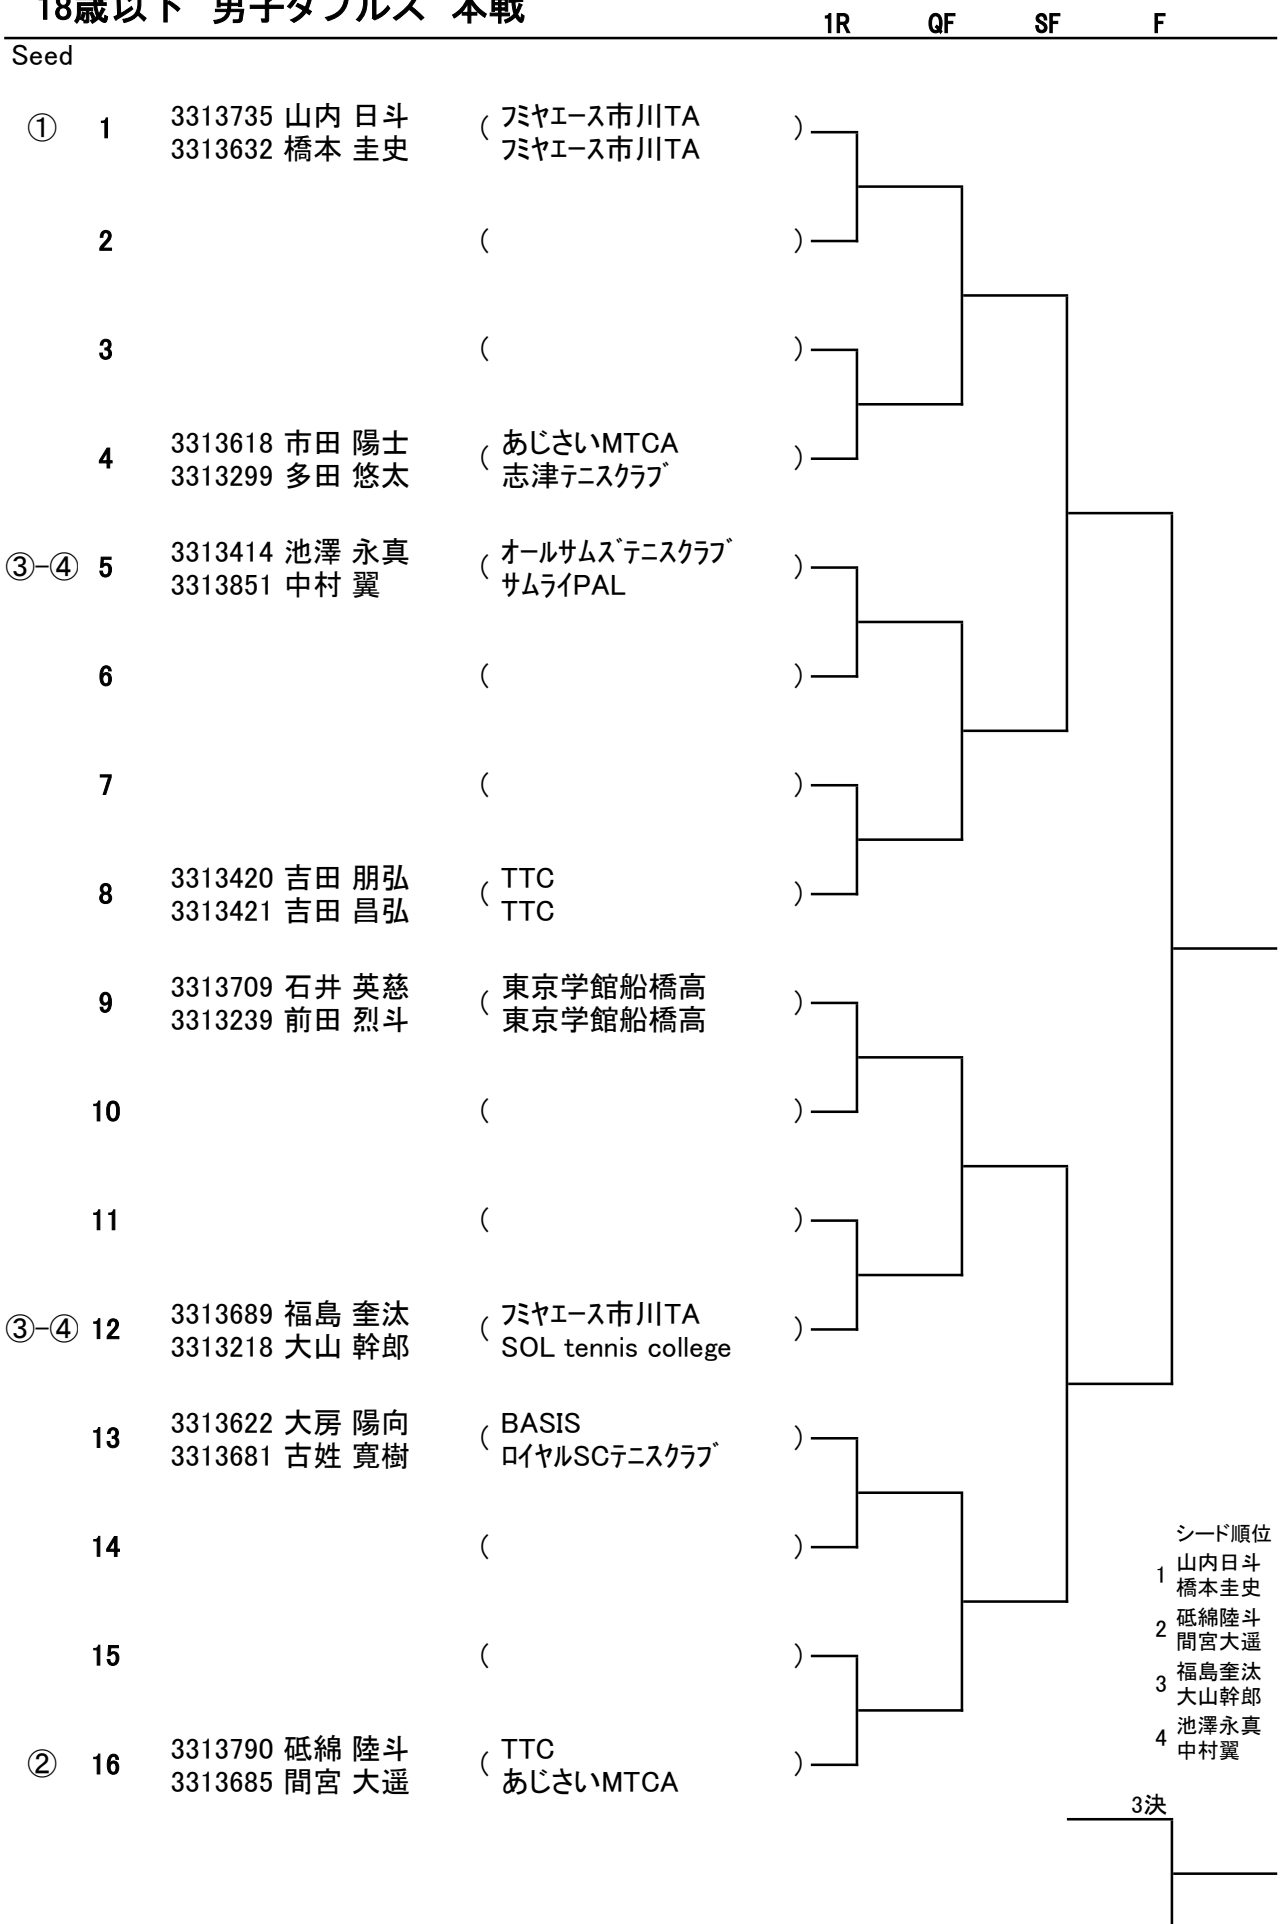 18歳以下 男子ダブルス 本戦
1R QF SF F
Seed
① 1 3313735 山内 日斗 ( ﾌﾐﾔｴｰｽ市川TA )
3313632 橋本 圭史 ﾌﾐﾔｴｰｽ市川TA
2 ( )
3 ( )
4 3313618 市田 陽士 ( あじさいMTCA )
3313299 多田 悠太 志津ﾃﾆｽｸﾗﾌﾞ
③-④ 5 3313414 池澤 永真 ( ｵｰﾙｻﾑｽﾞﾃﾆｽｸﾗﾌﾞ )
3313851 中村 翼 ｻﾑﾗｲPAL
6 ( )
7 ( )
8 3313420 吉田 朋弘 ( TTC )
3313421 吉田 昌弘 TTC
9 3313709 石井 英慈 ( 東京学館船橋高 )
3313239 前田 烈斗 東京学館船橋高
10 ( )
11 ( )
③-④ 12 3313689 福島 奎汰 ( ﾌﾐﾔｴｰｽ市川TA )
3313218 大山 幹郎 SOL tennis college
13 3313622 大房 陽向 ( BASIS )
3313681 古姓 寛樹 ﾛｲﾔﾙSCﾃﾆｽｸﾗﾌﾞ
14 ( )
15 ( )
② 16 3313790 砥綿 陸斗 ( TTC )
3313685 間宮 大遥 あじさいMTCA
シード順位
1 山内日斗
橋本圭史
2 砥綿陸斗
間宮大遥
3 福島奎汰
大山幹郎
4 池澤永真
中村翼
3決